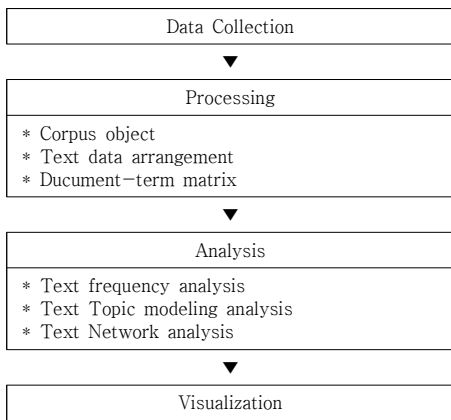 Data Collection
▼
Processing
* Corpus object
* Text data arrangement
* Ducument-term matrix
▼
Analysis
* Text frequency analysis
* Text Topic modeling analysis
* Text Network analysis
▼
Visualization